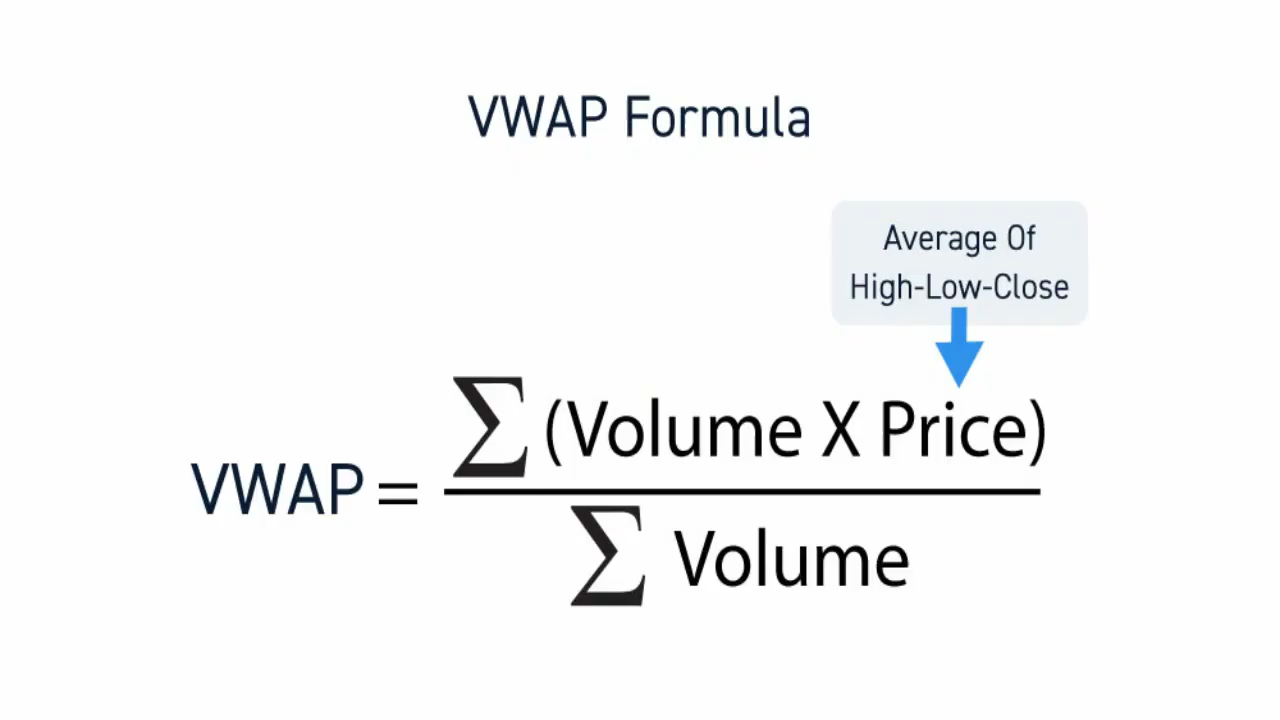 VWAP Formula
Average Of
High-Low-Close
VWAP = ∑ (Volume X Price)
∑ Volume